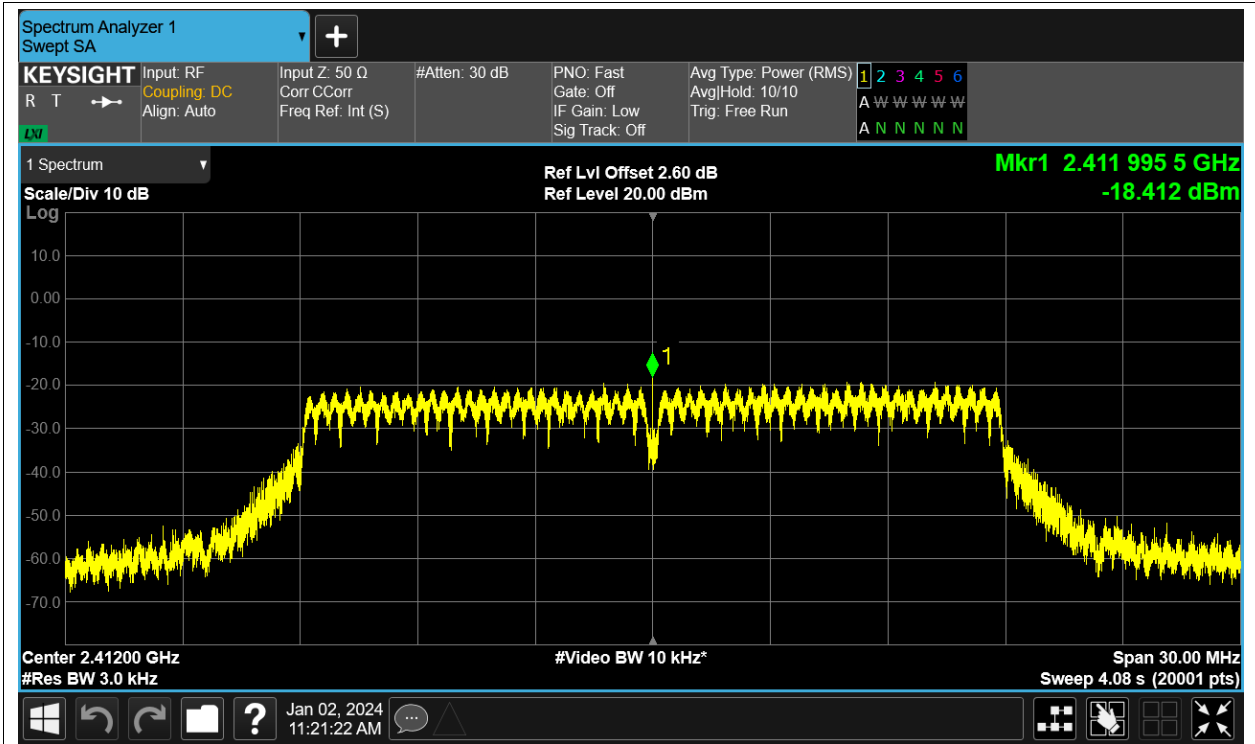 Spectrum Analyzer 1
Swept SA
+
KEYSIGHT
R T
LXI
Input: RF
Coupling: DC
Align: Auto
Input Z: 50 Ω
Corr CCorr
Freq Ref: Int (S)
#Atten: 30 dB
PNO: Fast
Gate: Off
IF Gain: Low
Sig Track: Off
Avg Type: Power (RMS)
Avg|Hold: 10/10
Trig: Free Run
1 2 3 4 5 6
A W W W W W
A N N N N N
1 Spectrum
Scale/Div 10 dB
Log
Ref Lvl Offset 2.60 dB
Ref Level 20.00 dBm
Mkr1 2.411 995 5 GHz
-18.412 dBm
10.0
0.00
-10.0
1
-20.0
-30.0
-40.0
-50.0
-60.0
-70.0
Center 2.41200 GHz
#Res BW 3.0 kHz
#Video BW 10 kHz*
Span 30.00 MHz
Sweep 4.08 s (20001 pts)
?
Jan 02, 2024
11:21:22 AM